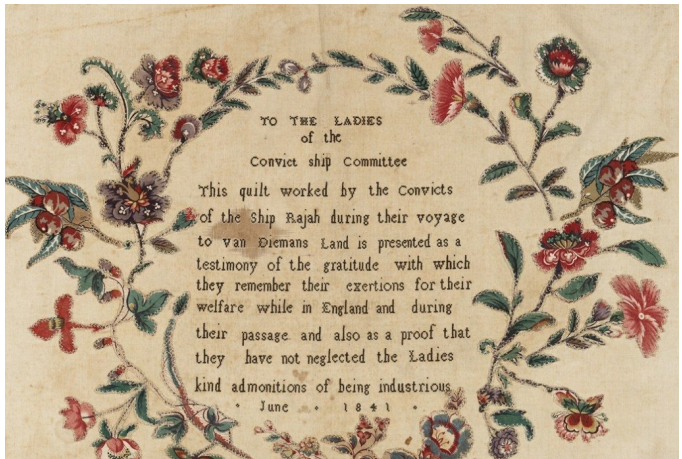 TO THE LADIES
of the
Convict ship Committee
This quilt worked by the Convicts
of the Ship Rajah during their voyage
to van Diemans Land is presented as a
testimony of the gratitude with which
they remember their exertions for their
welfare while in England and during
their passage and also as a proof that
they have not neglected the Ladies
kind admonitions of being industrious
• June • 1841 •